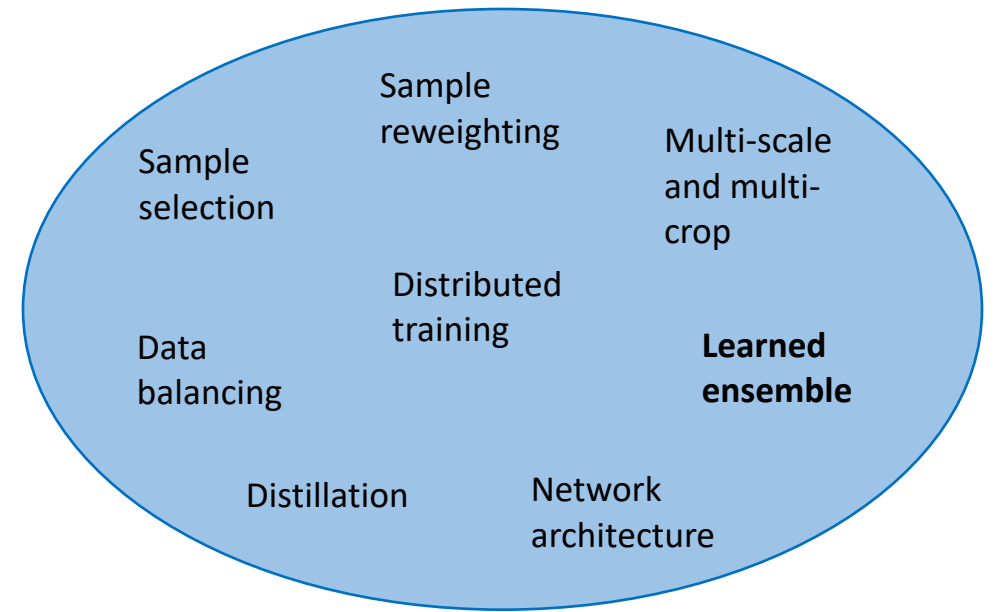 Sample
reweighting
Multi-scale
and multi-
crop
Sample
selection
Distributed
training
Data
balancing
Learned
ensemble
Distillation
Network
architecture